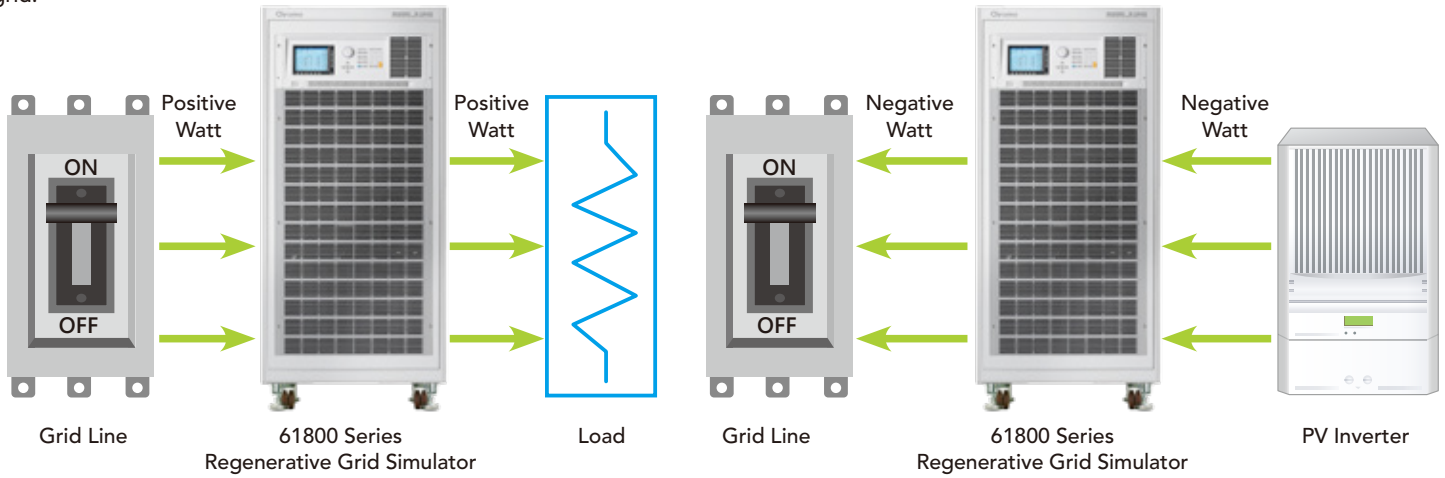 Positive
Watt
Positive
Watt
ON
OFF
Grid Line
61800 Series
Regenerative Grid Simulator
Load
Negative
Watt
Negative
Watt
ON
OFF
Grid Line
61800 Series
Regenerative Grid Simulator
PV Inverter